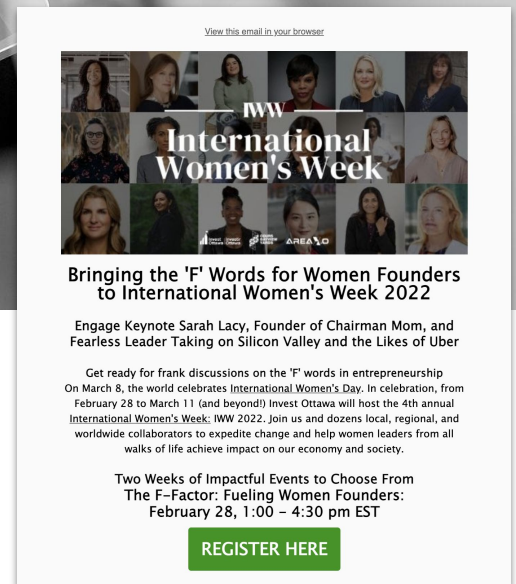 View this email in your browser
IWW
International
Women's Week
AREA
Bringing the 'F' Words for Women Founders
to International Women's Week 2022
Engage Keynote Sarah Lacy, Founder of Chairman Mom, and
Fearless Leader Taking on Silicon Valley and the Likes of Uber
Get ready for frank discussions on the 'F' words in entrepreneurship
On March 8, the world celebrates International Women's Day. In celebration, from
February 28 to March 11 (and beyond!) Invest Ottawa will host the 4th annual
International Women's Week: IWW 2022. Join us and dozens local, regional, and
worldwide collaborators to expedite change and help women leaders from all
walks of life achieve impact on our economy and society.
Two Weeks of Impactful Events to Choose From
The F-Factor: Fueling Women Founders:
February 28, 1:00 – 4:30 pm EST
REGISTER HERE